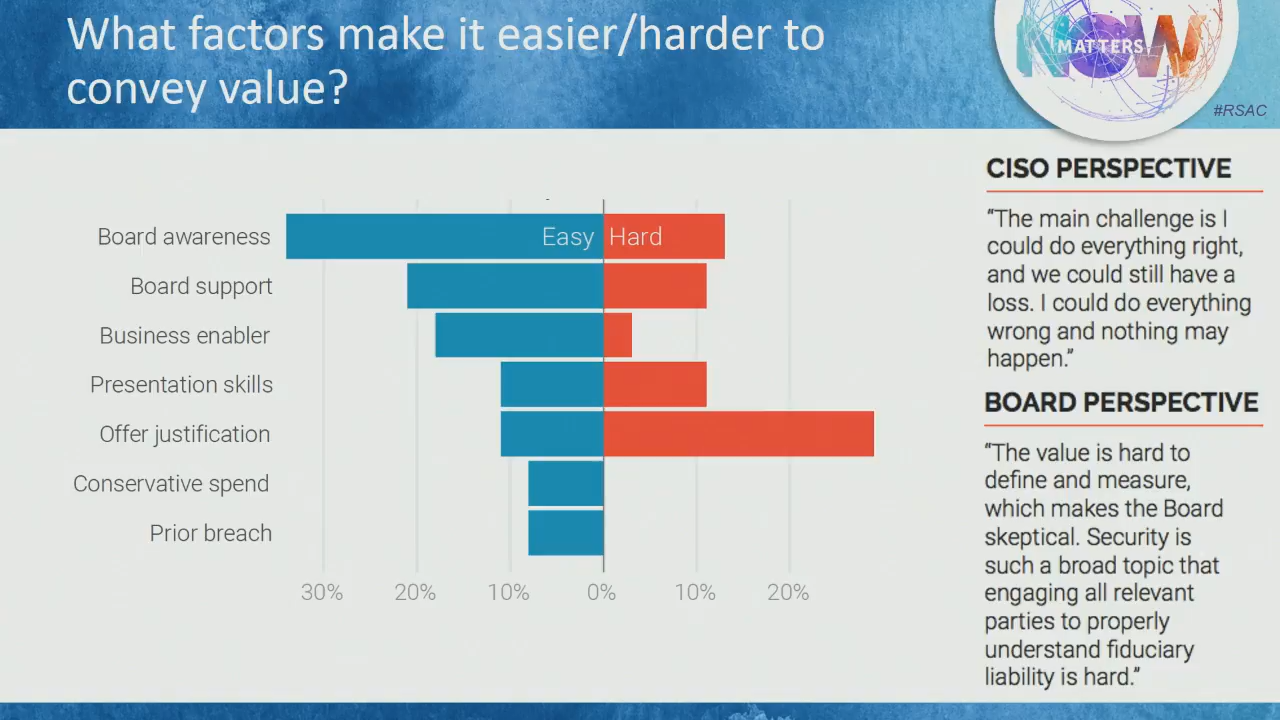 What factors make it easier/harder to
convey value?
NOW
MATTERS
#RSAC
Board awareness
Easy
Hard
Board support
Business enabler
Presentation skills
Offer justification
Conservative spend
Prior breach
30%
20%
10%
0%
10%
20%
CISO PERSPECTIVE
“The main challenge is I
could do everything right,
and we could still have a
loss. I could do everything
wrong and nothing may
happen.”
BOARD PERSPECTIVE
“The value is hard to
define and measure,
which makes the Board
skeptical. Security is
such a broad topic that
engaging all relevant
parties to properly
understand fiduciary
liability is hard.”